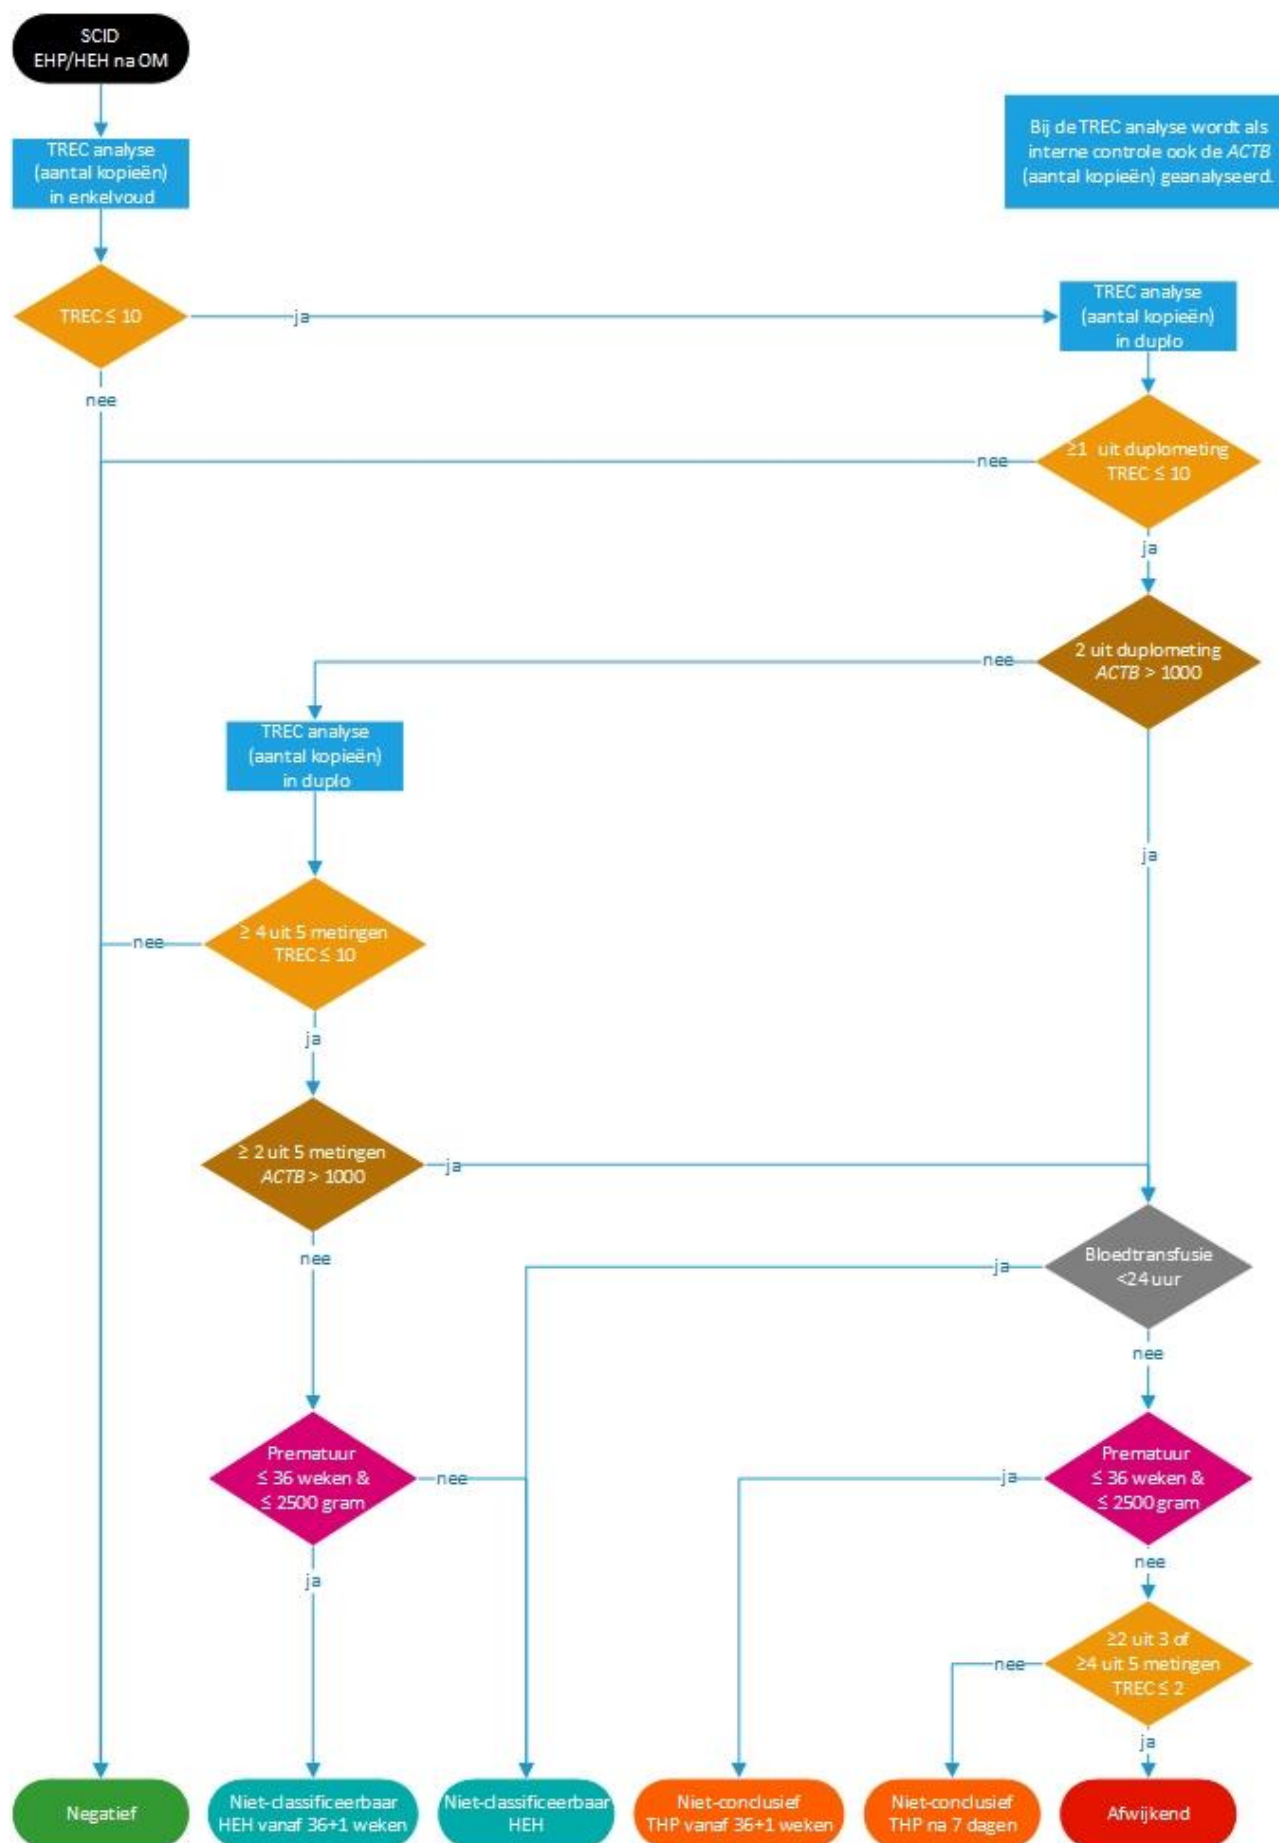 SCID
EHP/HEH na OM
TREC analyse
(aantal kopieën)
in enkelvoud
Bij de TREC analyse wordt als
interne controle ook de ACTB
(aantal kopieën) geanalyseerd.
TREC ≤ 10
ja
TREC analyse
(aantal kopieën)
in duplo
nee
≥1 uit duplometing
TREC ≤ 10
nee
ja
2 uit duplometing
ACTB > 1000
nee
TREC analyse
(aantal kopieën)
in duplo
ja
≥ 4 uit 5 metingen
TREC ≤ 10
nee
ja
≥ 2 uit 5 metingen
ACTB > 1000
ja
nee
Bloedtransfusie
<24 uur
ja
nee
Prematuur
≤ 36 weken &
≤ 2500 gram
nee
ja
Prematuur
≤ 36 weken &
≤ 2500 gram
ja
nee
≥2 uit 3 of
≥4 uit 5 metingen
TREC ≤ 2
nee
ja
Negatief
Niet-classificeerbaar
HEH vanaf 36+1 weken
Niet-classificeerbaar
HEH
Niet-conclusief
THP vanaf 36+1 weken
Niet-conclusief
THP na 7 dagen
Afwijkend